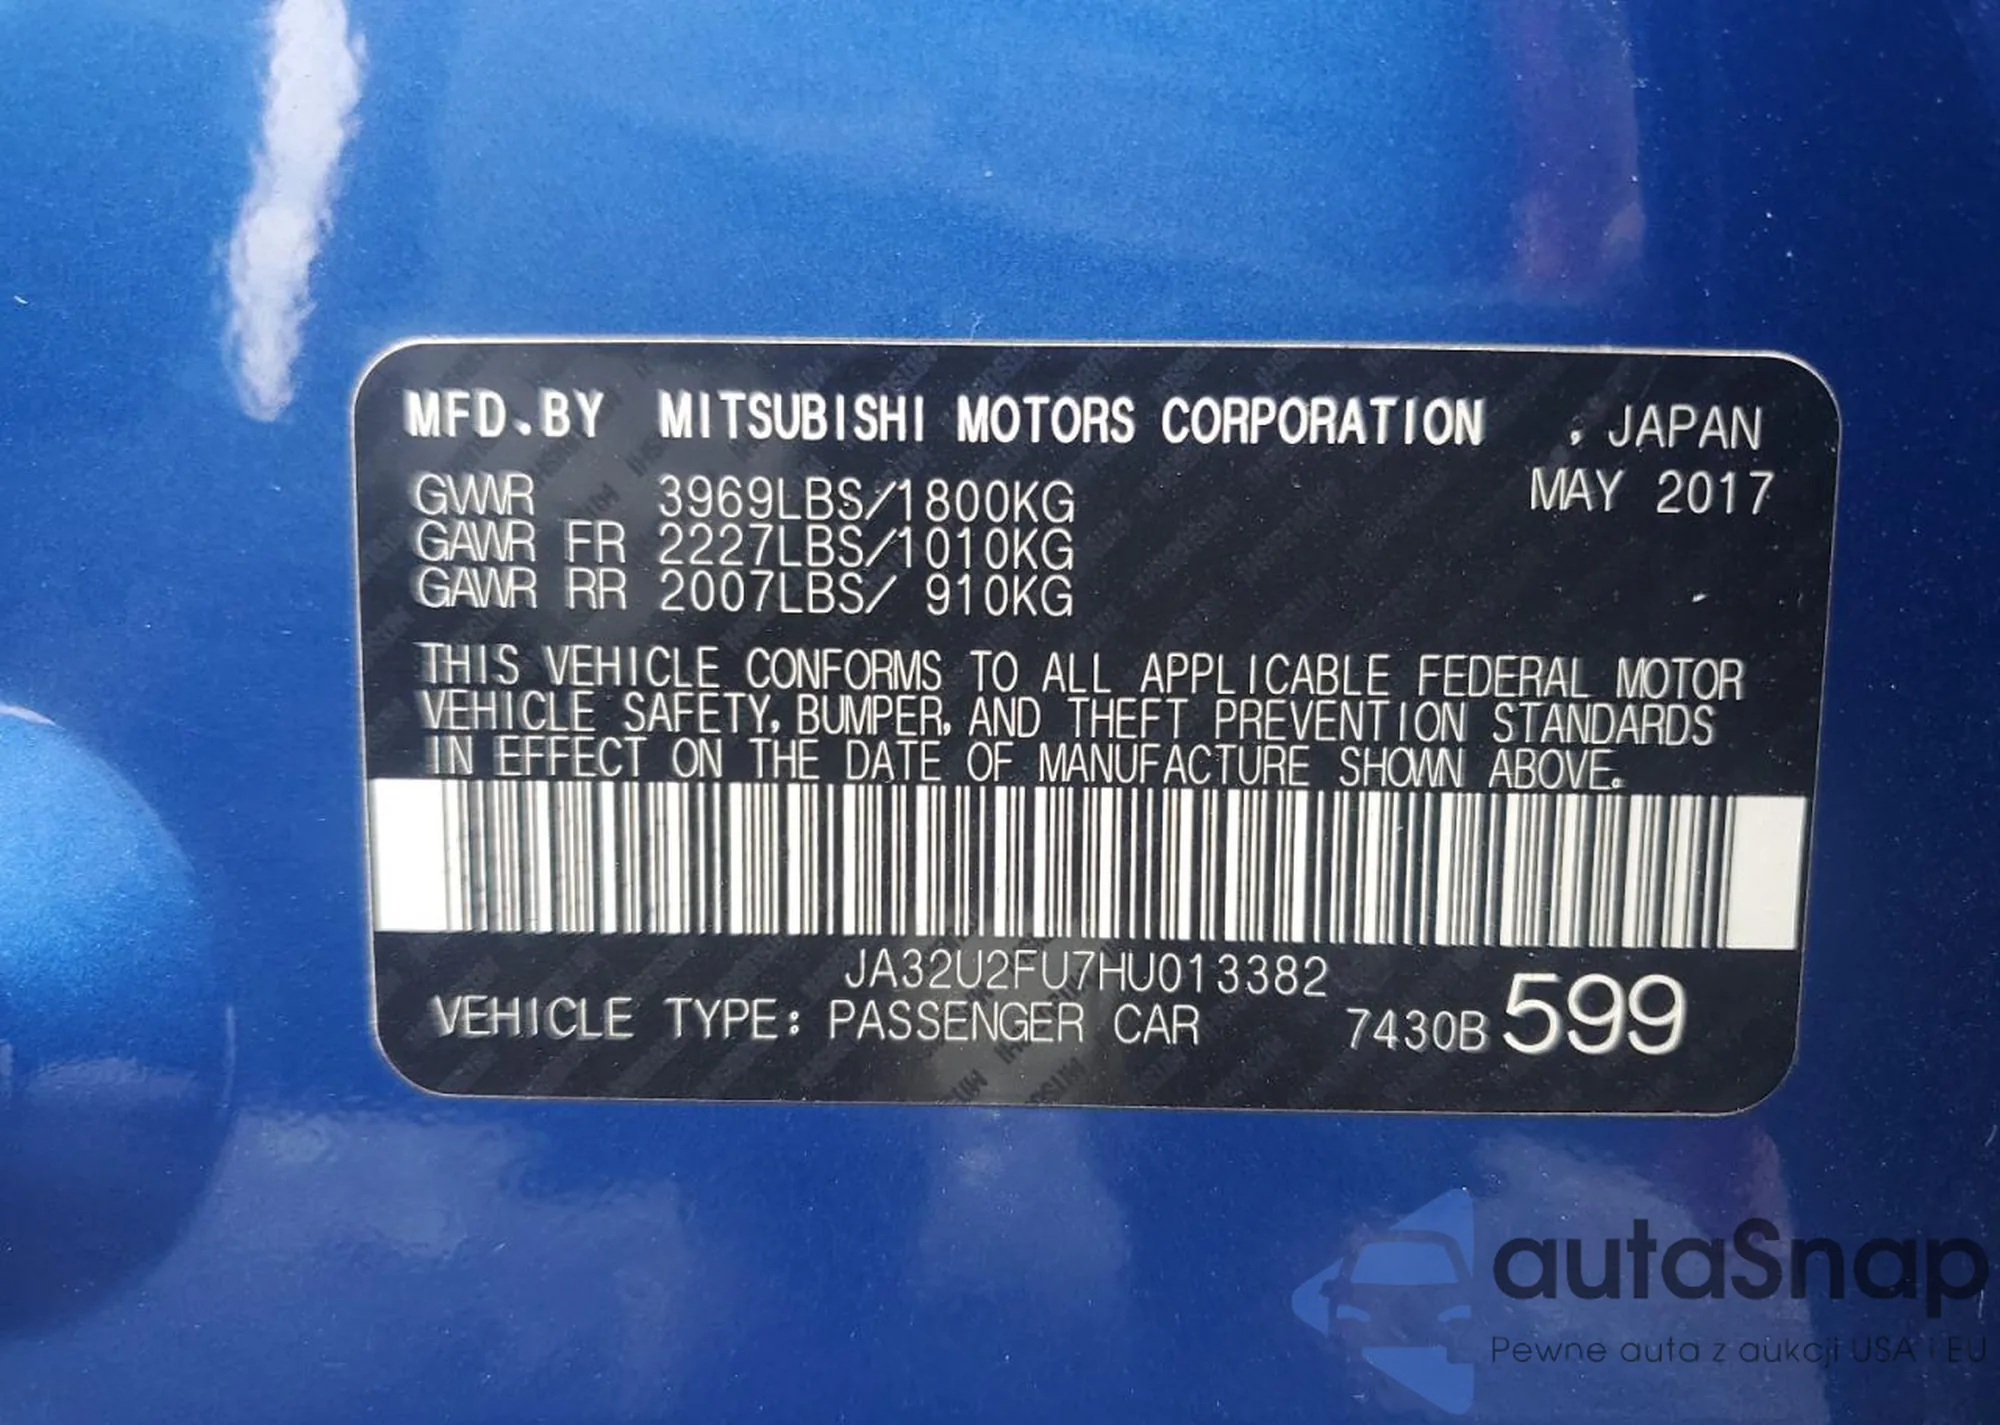 MFD.BY MITSUBISHI MOTORS CORPORATION , JAPAN
GVWR 3969LBS/1800KG MAY 2017
GAWR FR 2227LBS/1010KG
GAWR RR 2007LBS/ 910KG
THIS VEHICLE CONFORMS TO ALL APPLICABLE FEDERAL MOTOR
VEHICLE SAFETY, BUMPER, AND THEFT PREVENTION STANDARDS
IN EFFECT ON THE DATE OF MANUFACTURE SHOWN ABOVE.
JA32U2FU7HU013382
VEHICLE TYPE: PASSENGER CAR 7430B 599
autaSnap
Pewne auta z aukcji USA i EU